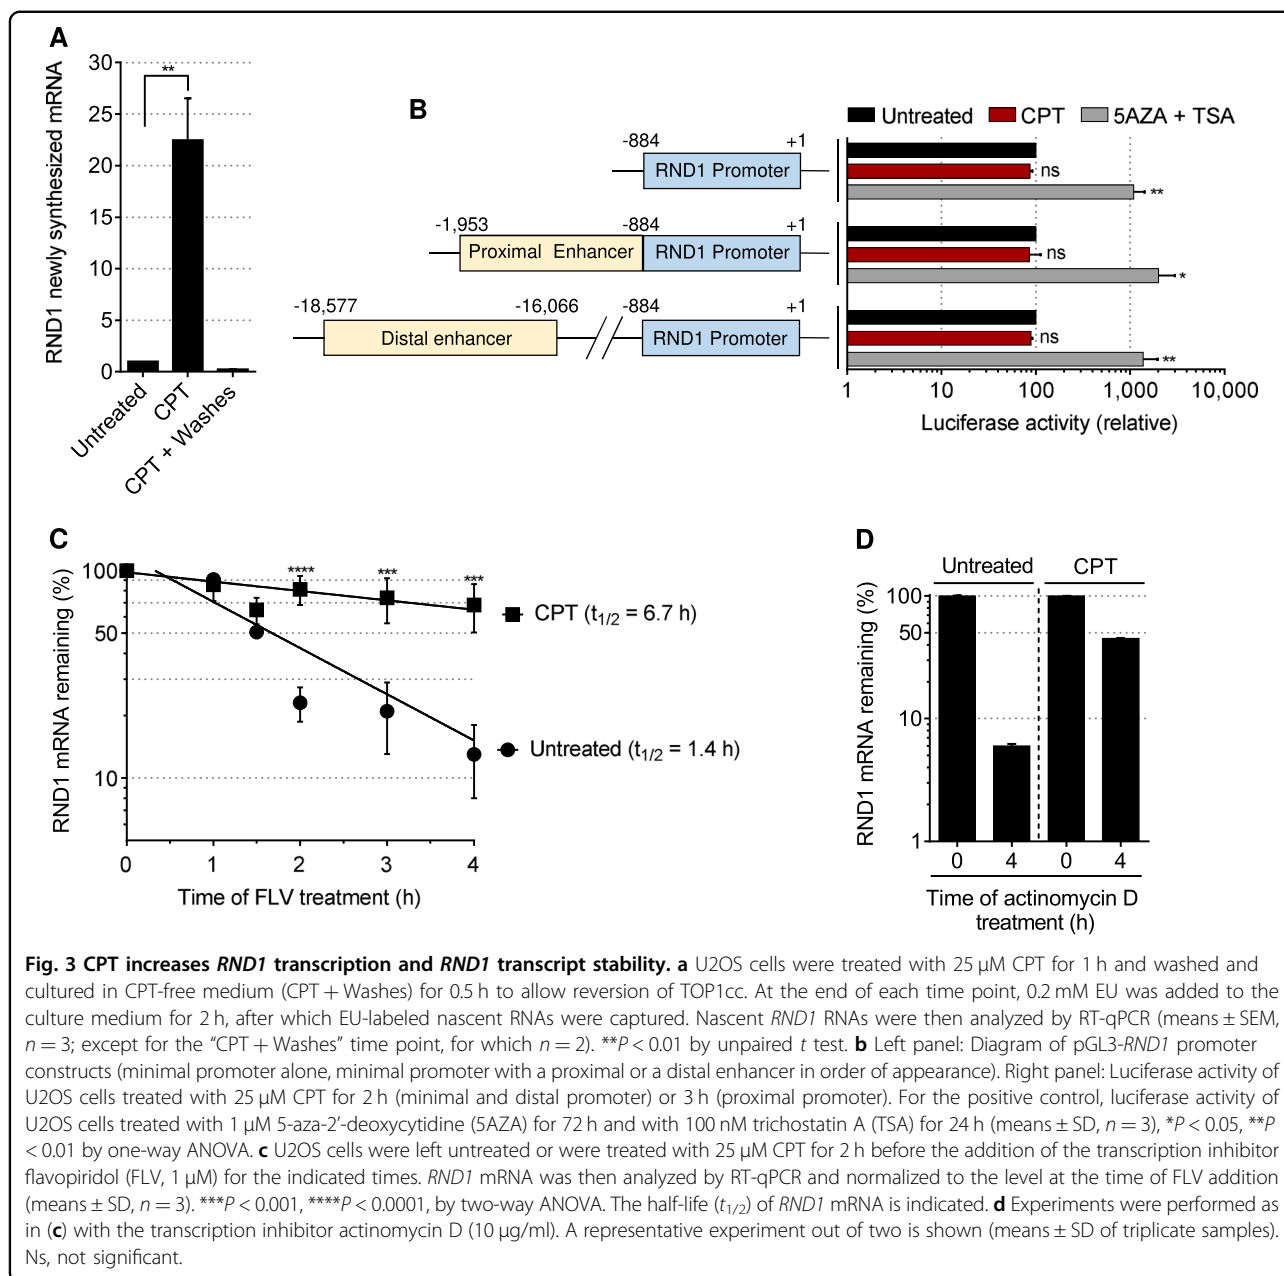 A
RND1 newly synthesized mRNA
30
25
20
15
10
5
0
**
Untreated
CPT
CPT + Washes
B
Untreated CPT 5AZA + TSA
-884 +1
RND1 Promoter
ns
**
-1,953 -884 +1
Proximal Enhancer RND1 Promoter
ns
*
-18,577 -16,066 -884 +1
Distal enhancer RND1 Promoter
ns
**
1 10 100 1,000 10,000
Luciferase activity (relative)
C
RND1 mRNA remaining (%)
100
50
10
**** *** ***
CPT (t1/2 = 6.7 h)
Untreated (t1/2 = 1.4 h)
0 1 2 3 4
Time of FLV treatment (h)
D
Untreated CPT
RND1 mRNA remaining (%)
100
50
10
1
0 4 0 4
Time of actinomycin D
treatment (h)
Fig. 3 CPT increases RND1 transcription and RND1 transcript stability. a U2OS cells were treated with 25 µM CPT for 1 h and washed and
cultured in CPT-free medium (CPT + Washes) for 0.5 h to allow reversion of TOP1cc. At the end of each time point, 0.2 mM EU was added to the
culture medium for 2 h, after which EU-labeled nascent RNAs were captured. Nascent RND1 RNAs were then analyzed by RT-qPCR (means ± SEM,
n = 3; except for the “CPT + Washes” time point, for which n = 2). **P < 0.01 by unpaired t test. b Left panel: Diagram of pGL3-RND1 promoter
constructs (minimal promoter alone, minimal promoter with a proximal or a distal enhancer in order of appearance). Right panel: Luciferase activity of
U2OS cells treated with 25 µM CPT for 2 h (minimal and distal promoter) or 3 h (proximal promoter). For the positive control, luciferase activity of
U2OS cells treated with 1 µM 5-aza-2’-deoxycytidine (5AZA) for 72 h and with 100 nM trichostatin A (TSA) for 24 h (means ± SD, n = 3), *P < 0.05, **P
< 0.01 by one-way ANOVA. c U2OS cells were left untreated or were treated with 25 µM CPT for 2 h before the addition of the transcription inhibitor
flavopiridol (FLV, 1 µM) for the indicated times. RND1 mRNA was then analyzed by RT-qPCR and normalized to the level at the time of FLV addition
(means ± SD, n = 3). ***P < 0.001, ****P < 0.0001, by two-way ANOVA. The half-life (t1/2) of RND1 mRNA is indicated. d Experiments were performed as
in (c) with the transcription inhibitor actinomycin D (10 µg/ml). A representative experiment out of two is shown (means ± SD of triplicate samples).
Ns, not significant.